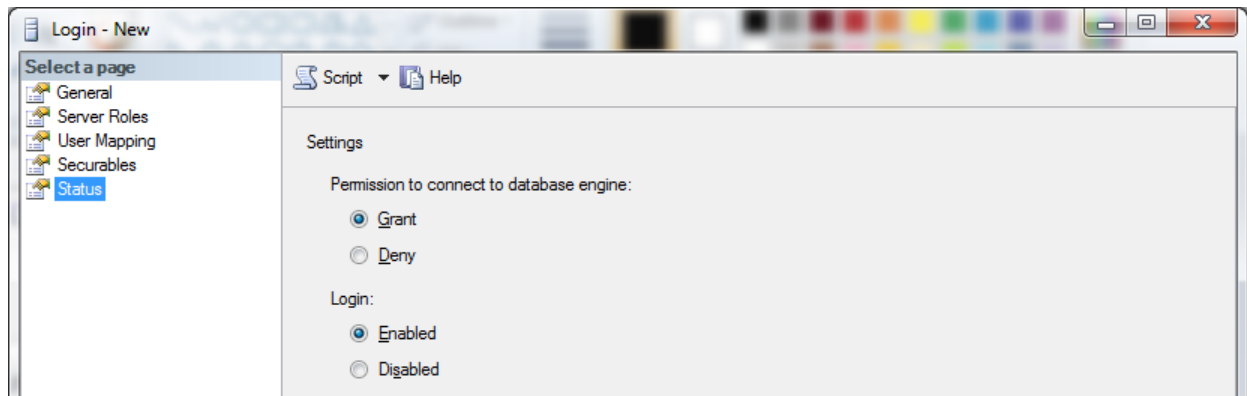 Login - New
Select a page
General
Server Roles
User Mapping
Securables
Status
Script Help
Settings
Permission to connect to database engine:
Grant
Deny
Login:
Enabled
Disabled